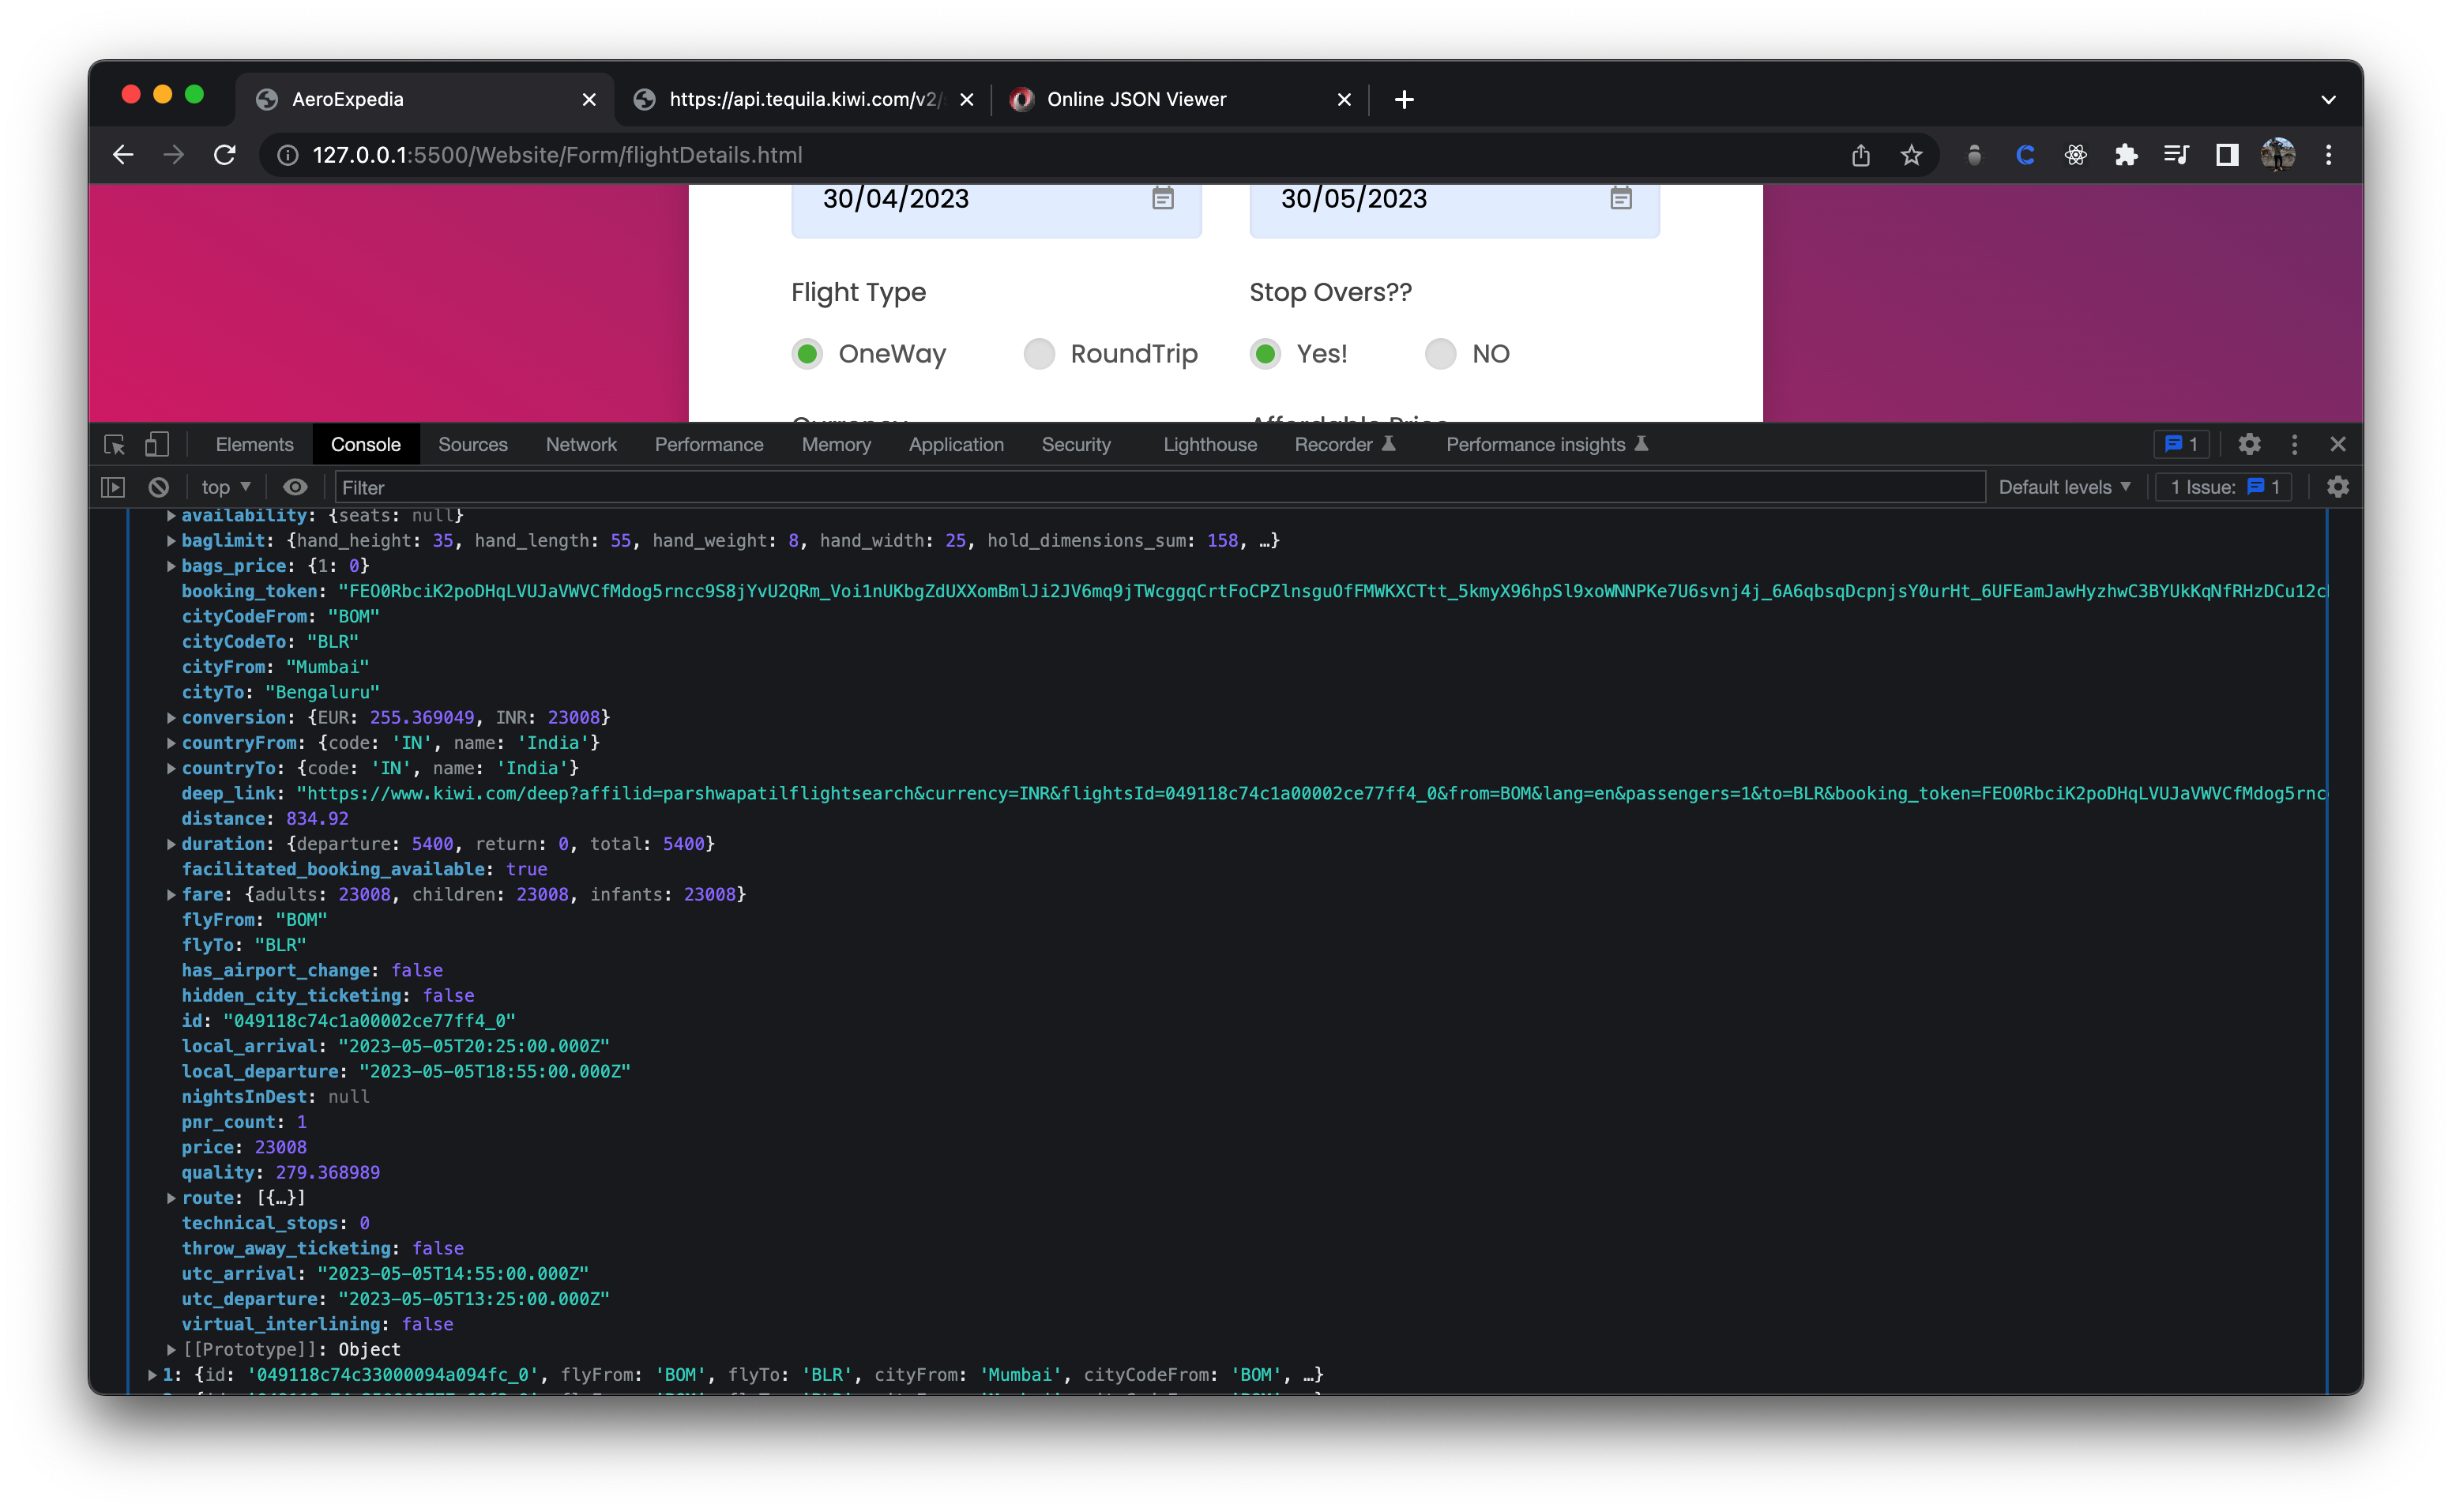 AeroExpedia
https://api.tequila.kiwi.com/v2/
Online JSON Viewer
127.0.0.1:5500/Website/Form/flightDetails.html
30/04/2023 30/05/2023
Flight Type Stop Overs??
OneWay RoundTrip Yes! NO
Currency Affordable Price
Elements Console Sources Network Performance Memory Application Security Lighthouse Recorder Performance insights 1
top Filter Default levels 1 Issue: 1
availability: {seats: null}
baglimit: {hand_height: 35, hand_length: 55, hand_weight: 8, hand_width: 25, hold_dimensions_sum: 158, …}
bags_price: {1: 0}
booking_token: "FEO0RbciK2poDHqLVUJaVWVCfMdog5rncc9S8jYvU2QRm_Voi1nUKbgZdUXXomBmlJi2JV6mq9jTWcggqCrtFoCPZlnsguOfFMWKXCTtt_5kmyX96hpSl9xoWNNPKe7U6svnj4j_6A6qbsqDcpnjsY0urHt_6UFEamJawHyzhwC3BYUkKqNfRHzDCu12c
cityCodeFrom: "BOM"
cityCodeTo: "BLR"
cityFrom: "Mumbai"
cityTo: "Bengaluru"
conversion: {EUR: 255.369049, INR: 23008}
countryFrom: {code: 'IN', name: 'India'}
countryTo: {code: 'IN', name: 'India'}
deep_link: "https://www.kiwi.com/deep?affilid=parshwapatilflightsearch&currency=INR&flightsId=049118c74c1a00002ce77ff4_0&from=BOM&lang=en&passengers=1&to=BLR&booking_token=FEO0RbciK2poDHqLVUJaVWVCfMdog5rnc
distance: 834.92
duration: {departure: 5400, return: 0, total: 5400}
facilitated_booking_available: true
fare: {adults: 23008, children: 23008, infants: 23008}
flyFrom: "BOM"
flyTo: "BLR"
has_airport_change: false
hidden_city_ticketing: false
id: "049118c74c1a00002ce77ff4_0"
local_arrival: "2023-05-05T20:25:00.000Z"
local_departure: "2023-05-05T18:55:00.000Z"
nightsInDest: null
pnr_count: 1
price: 23008
quality: 279.368989
route: [{…}]
technical_stops: 0
throw_away_ticketing: false
utc_arrival: "2023-05-05T14:55:00.000Z"
utc_departure: "2023-05-05T13:25:00.000Z"
virtual_interlining: false
[[Prototype]]: Object
1: {id: '049118c74c33000094a094fc_0', flyFrom: 'BOM', flyTo: 'BLR', cityFrom: 'Mumbai', cityCodeFrom: 'BOM', …}